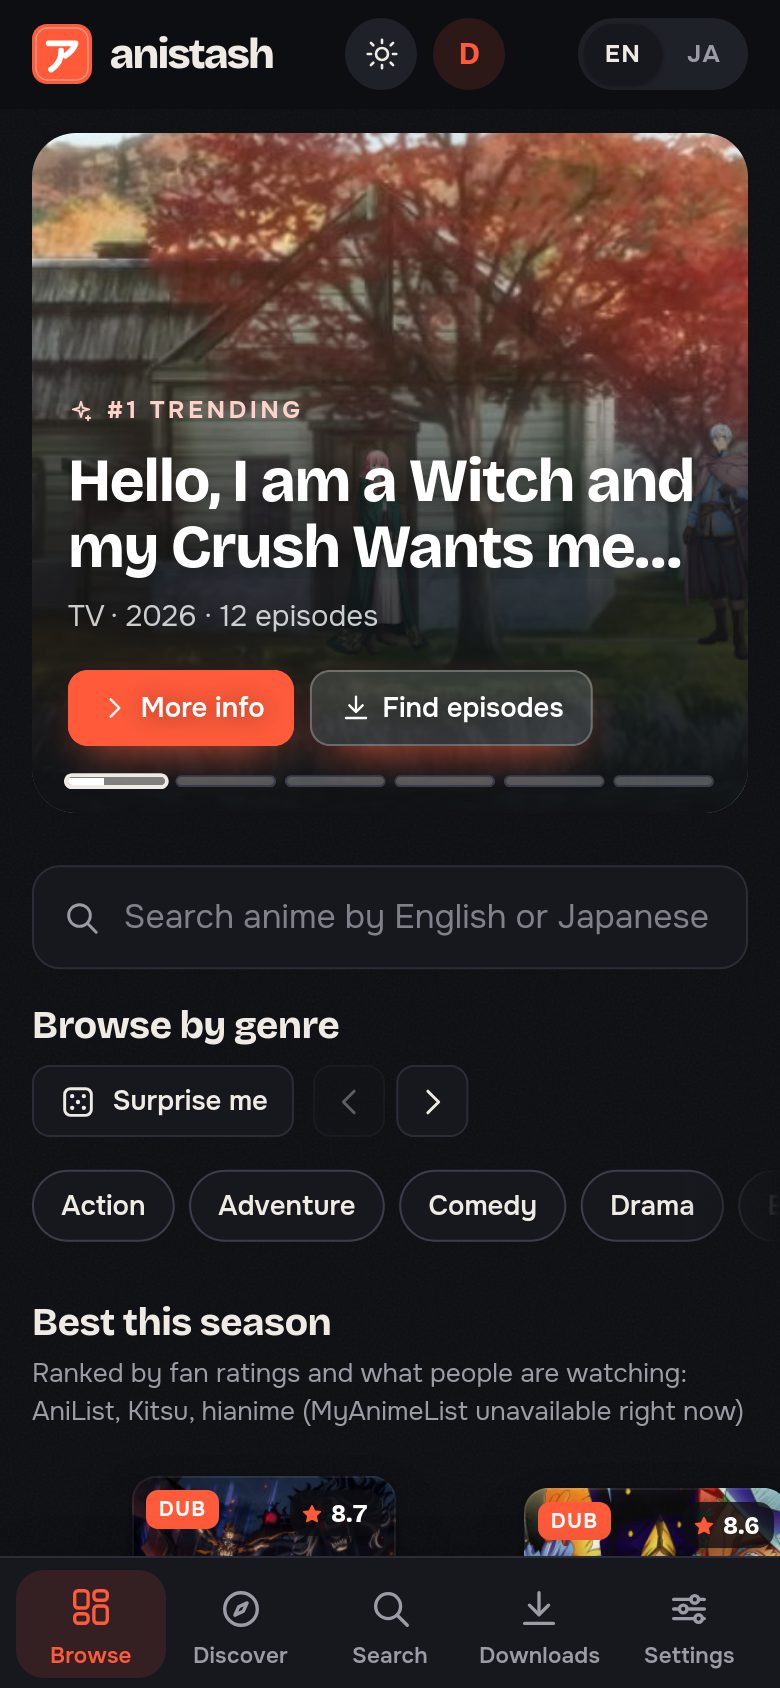 ア anistash
D
EN JA
#1 TRENDING
Hello, I am a Witch and
my Crush Wants me...
TV · 2026 · 12 episodes
More info
Find episodes
Search anime by English or Japanese
Browse by genre
Surprise me
Action Adventure Comedy Drama
Best this season
Ranked by fan ratings and what people are watching:
AniList, Kitsu, hianime (MyAnimeList unavailable right now)
DUB 8.7
DUB 8.6
Browse Discover Search Downloads Settings